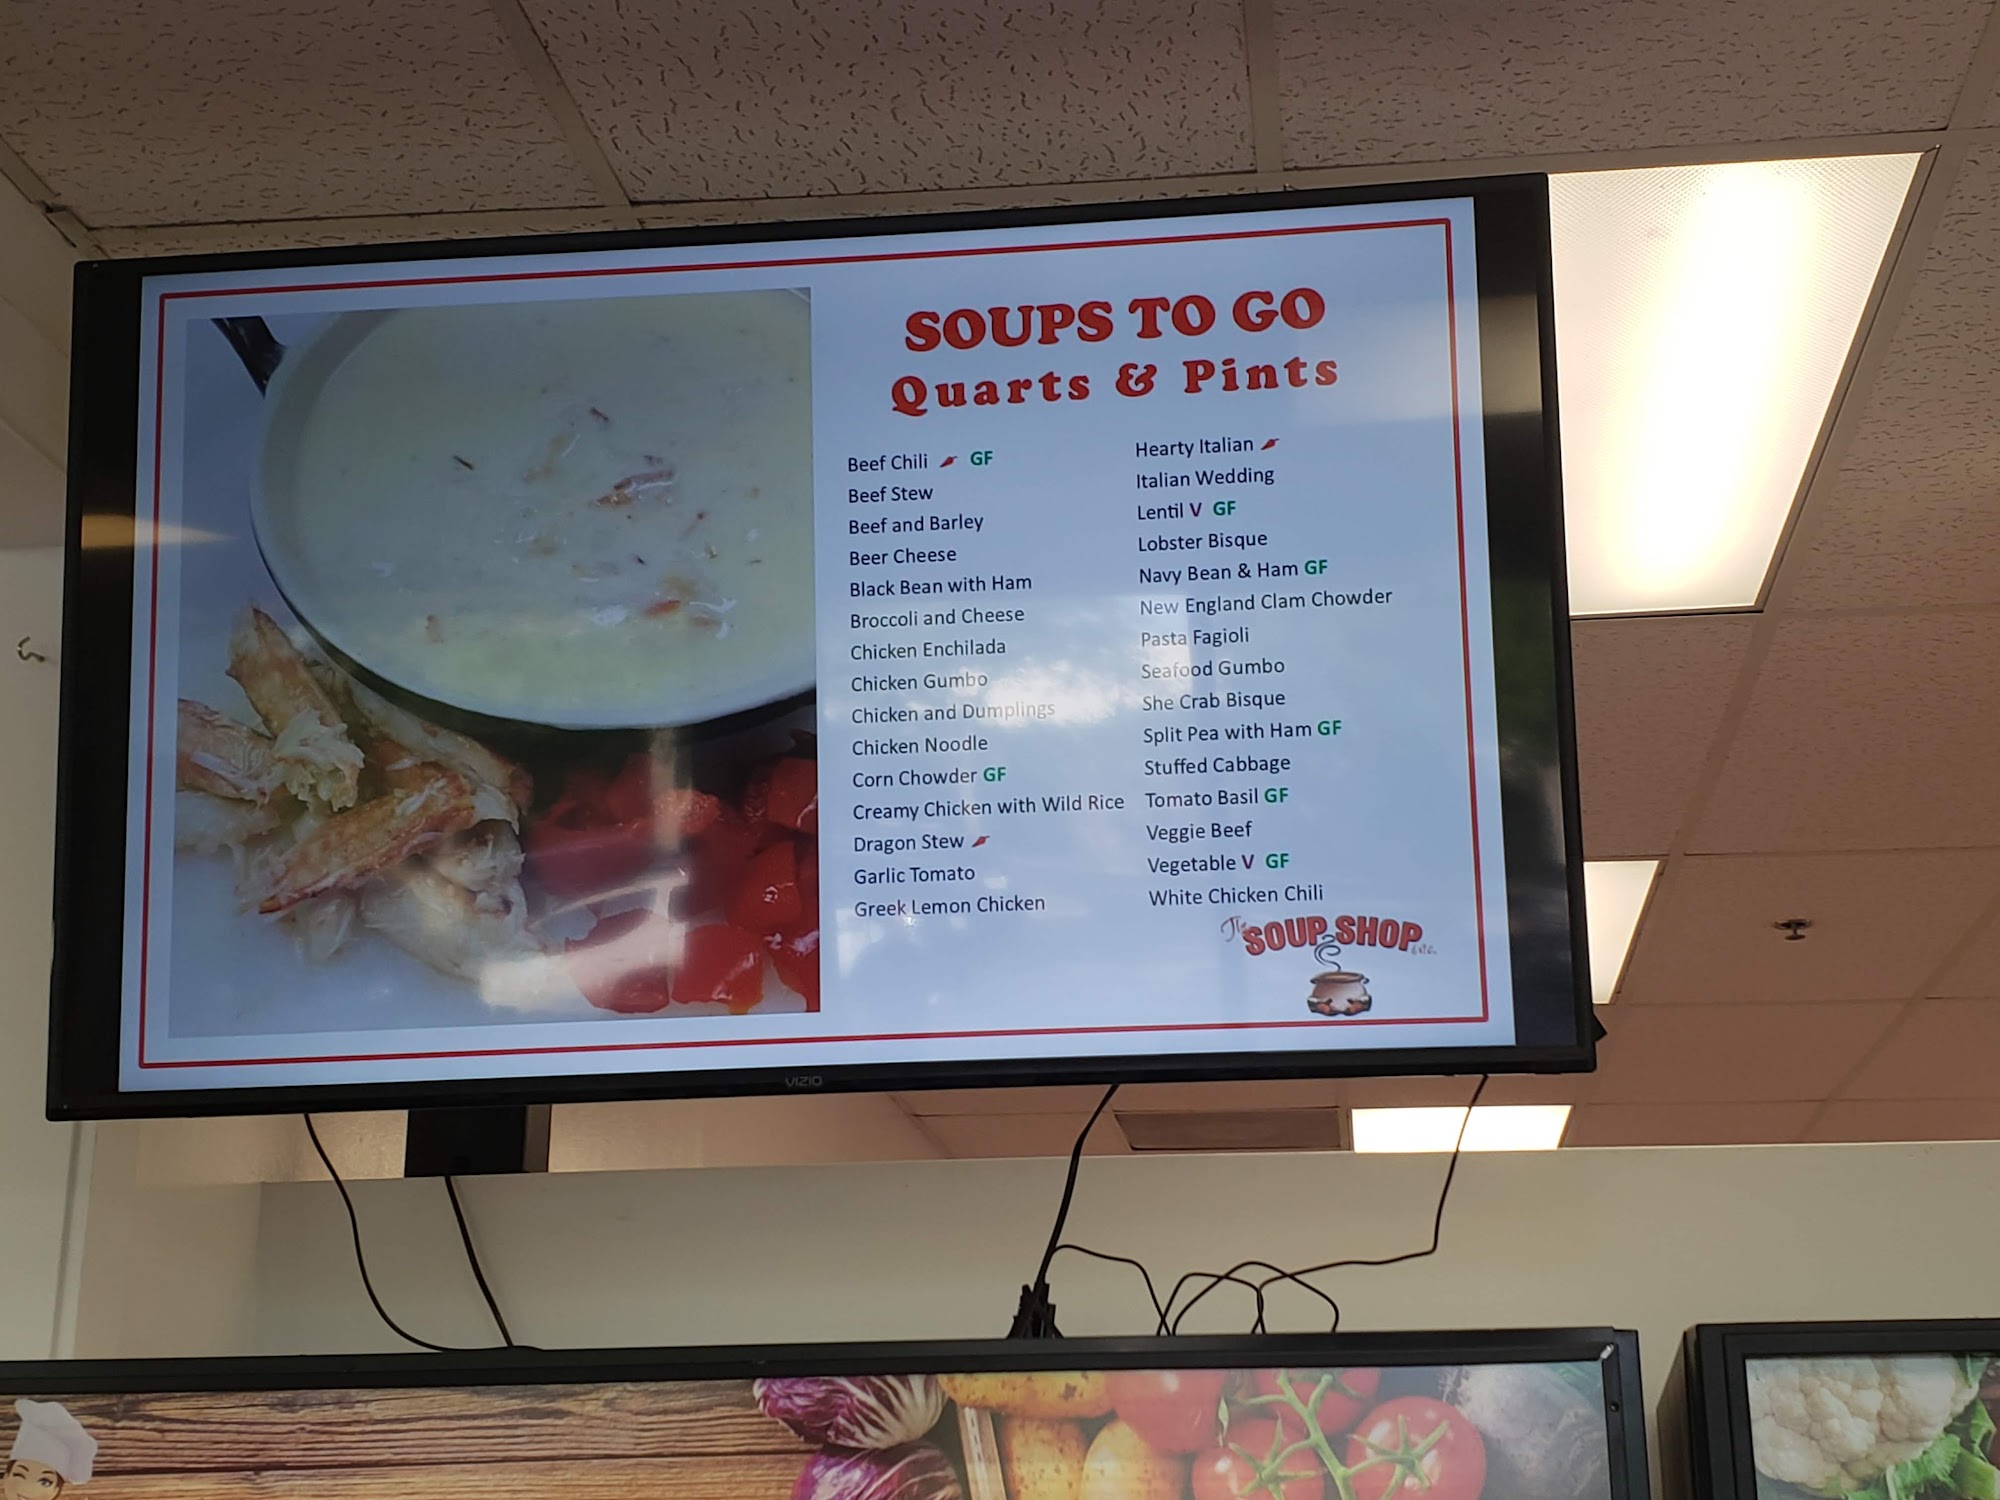 SOUPS TO GO
Quarts & Pints
Beef Chili GF
Beef Stew
Beef and Barley
Beer Cheese
Black Bean with Ham
Broccoli and Cheese
Chicken Enchilada
Chicken Gumbo
Chicken and Dumplings
Chicken Noodle
Corn Chowder GF
Creamy Chicken with Wild Rice
Dragon Stew
Garlic Tomato
Greek Lemon Chicken
Hearty Italian
Italian Wedding
Lentil V GF
Lobster Bisque
Navy Bean & Ham GF
New England Clam Chowder
Pasta Fagioli
Seafood Gumbo
She Crab Bisque
Split Pea with Ham GF
Stuffed Cabbage
Tomato Basil GF
Veggie Beef
Vegetable V GF
White Chicken Chili
The SOUP SHOP
VIZIO